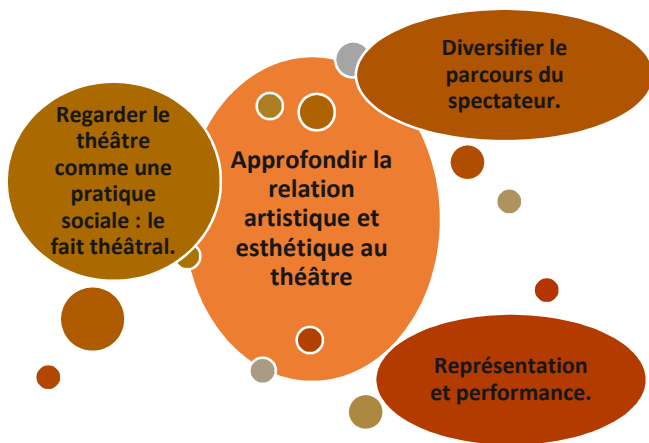 Diversifier le
parcours du
spectateur.
Regarder le
théâtre
comme une
pratique
sociale : le
fait théâtral.
Approfondir la
relation
artistique et
esthétique au
théâtre
Représentation
et performance.